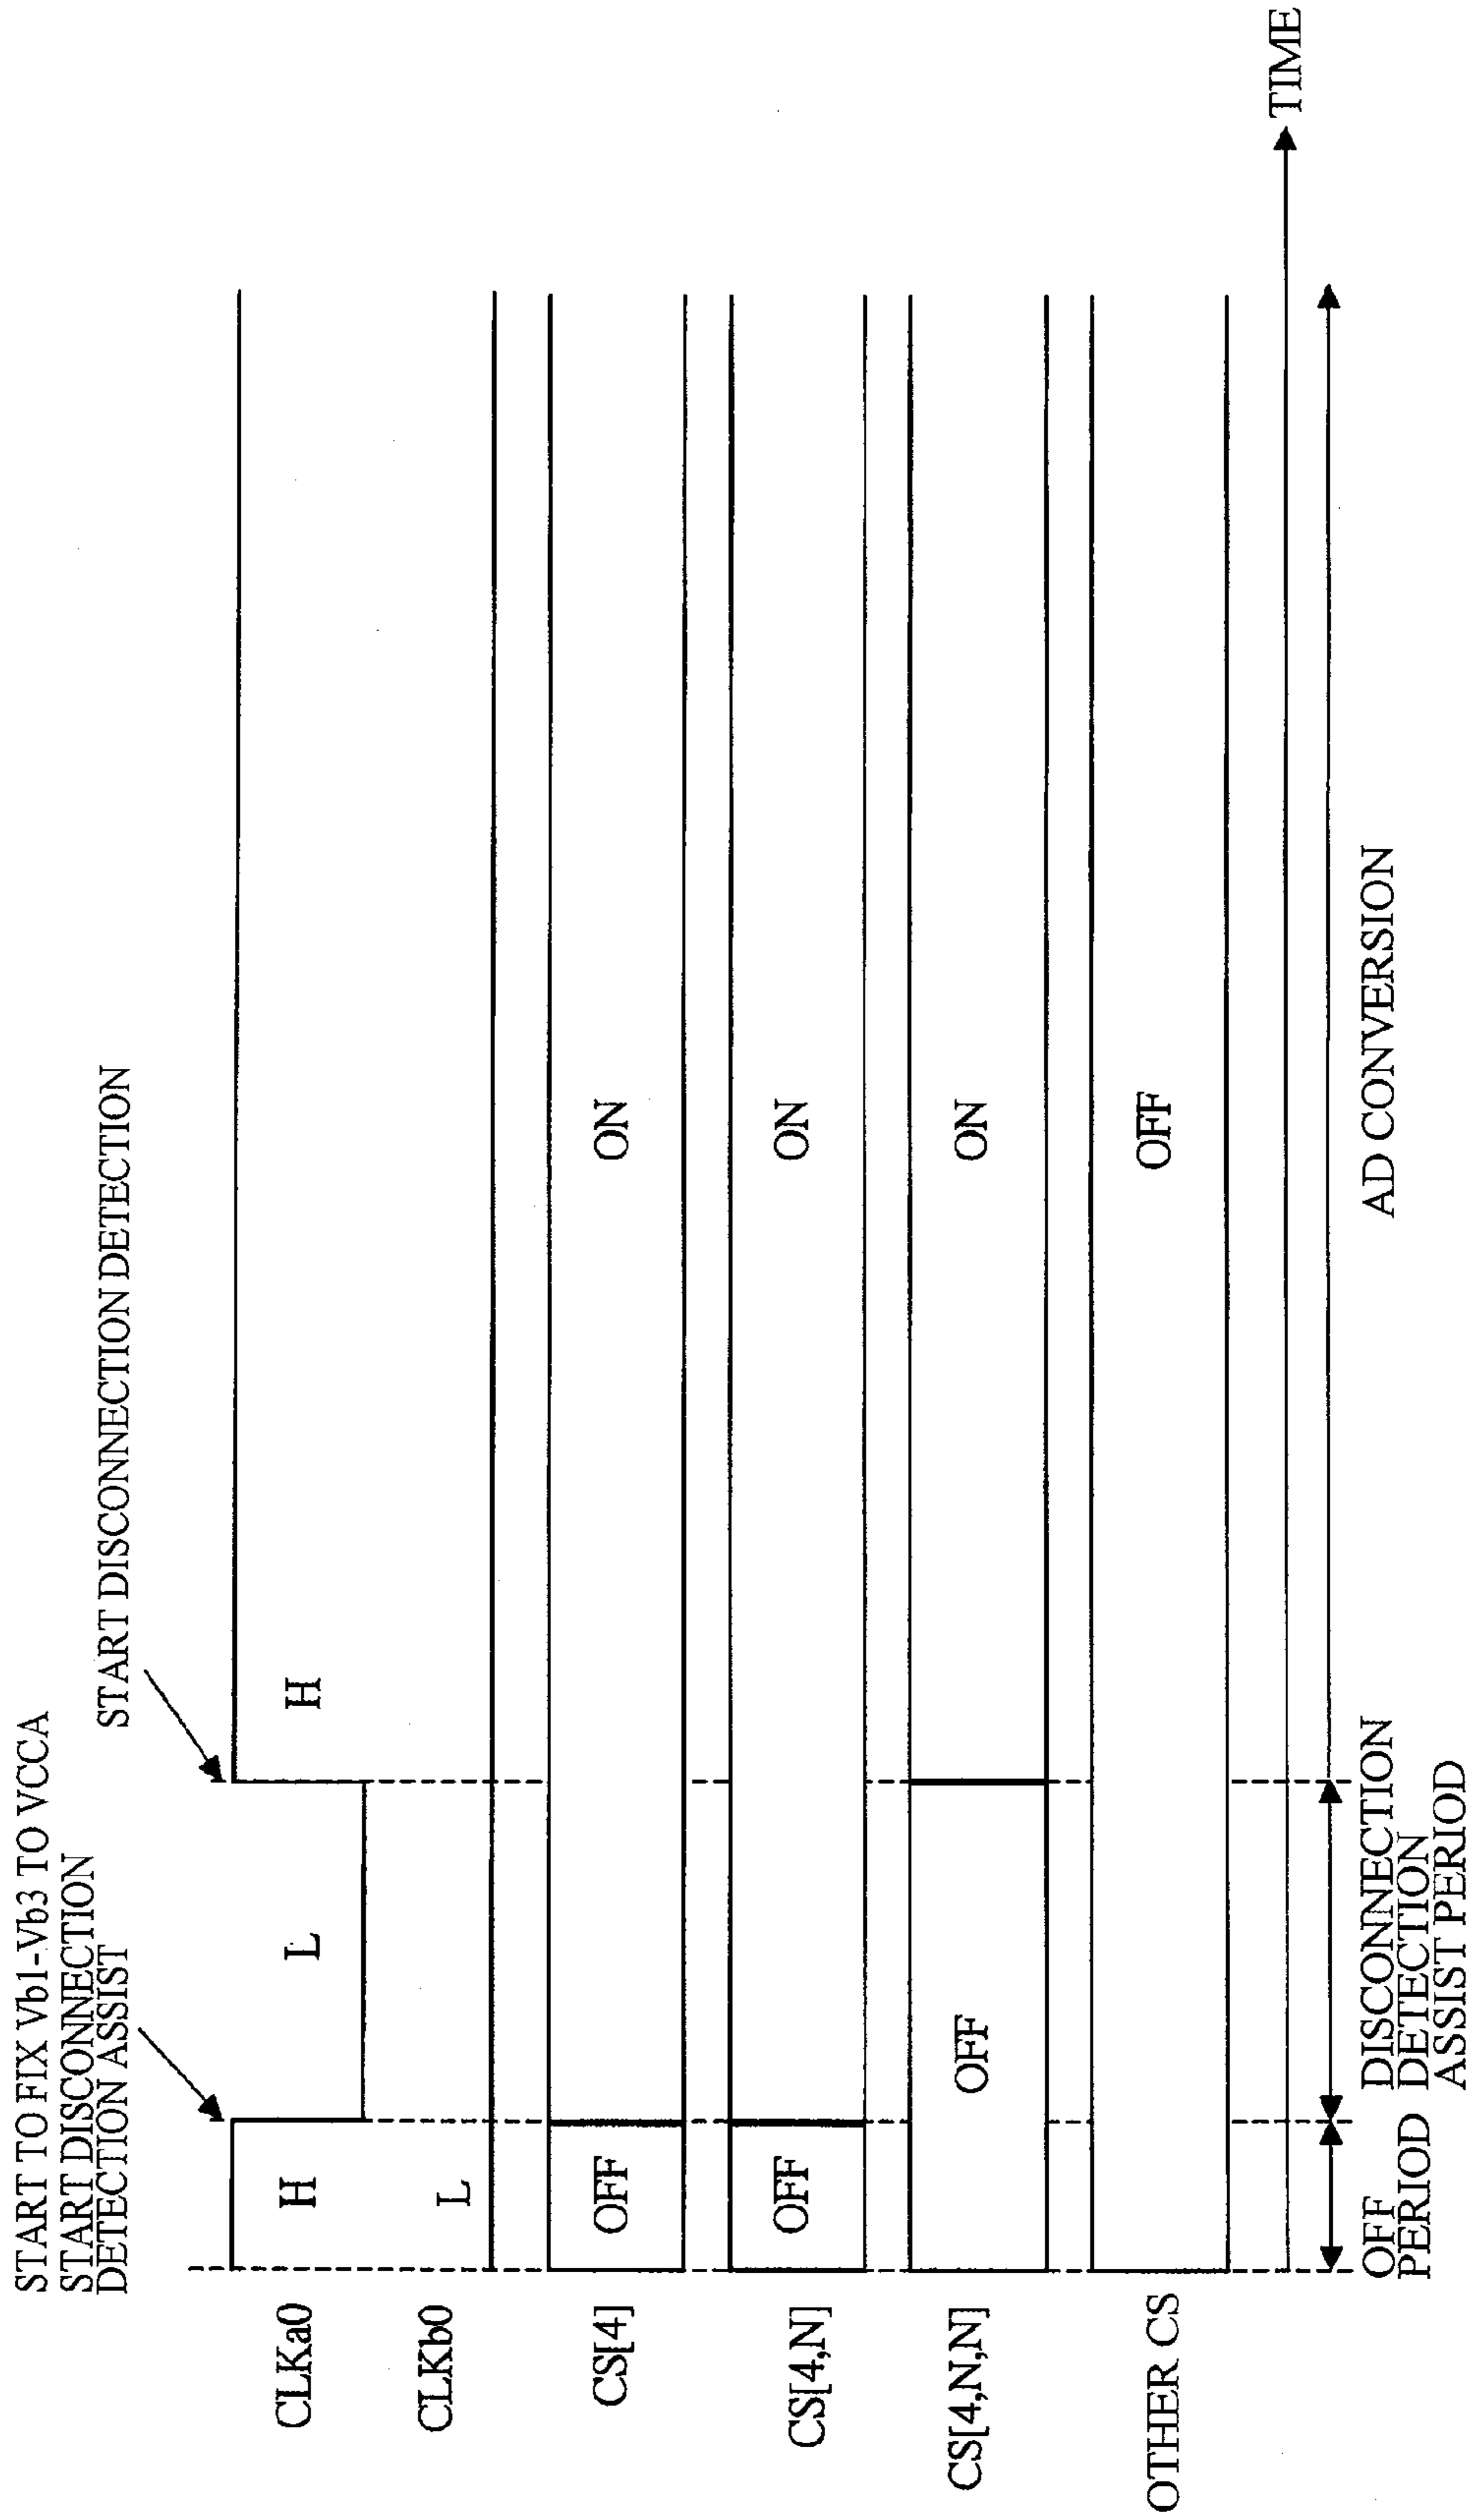 START TO FIX Vb1-Vb3 TO VCCA
START DISCONNECTION
DETECTION ASSIST
START DISCONNECTION DETECTION
CLKa0
H
L
H
CLKb0
L
CS[4]
OFF
ON
CS[4,N]
OFF
ON
CS[4,N,N]
OFF
ON
OTHER CS
OFF
TIME
OFF
PERIOD
DISCONNECTION
DETECTION
ASSIST PERIOD
AD CONVERSION